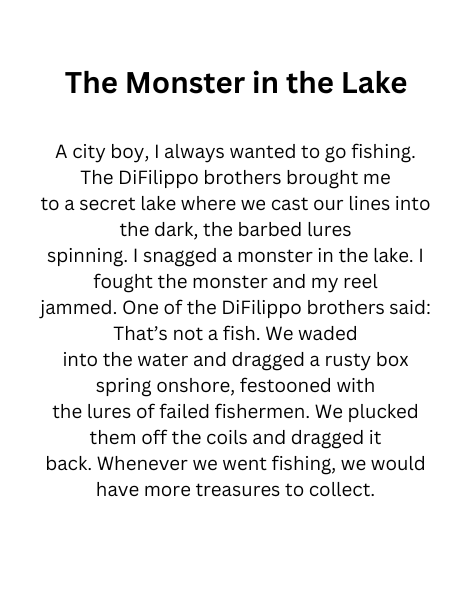 The Monster in the Lake
A city boy, I always wanted to go fishing.
The DiFilippo brothers brought me
to a secret lake where we cast our lines into
the dark, the barbed lures
spinning. I snagged a monster in the lake. I
fought the monster and my reel
jammed. One of the DiFilippo brothers said:
That’s not a fish. We waded
into the water and dragged a rusty box
spring onshore, festooned with
the lures of failed fishermen. We plucked
them off the coils and dragged it
back. Whenever we went fishing, we would
have more treasures to collect.